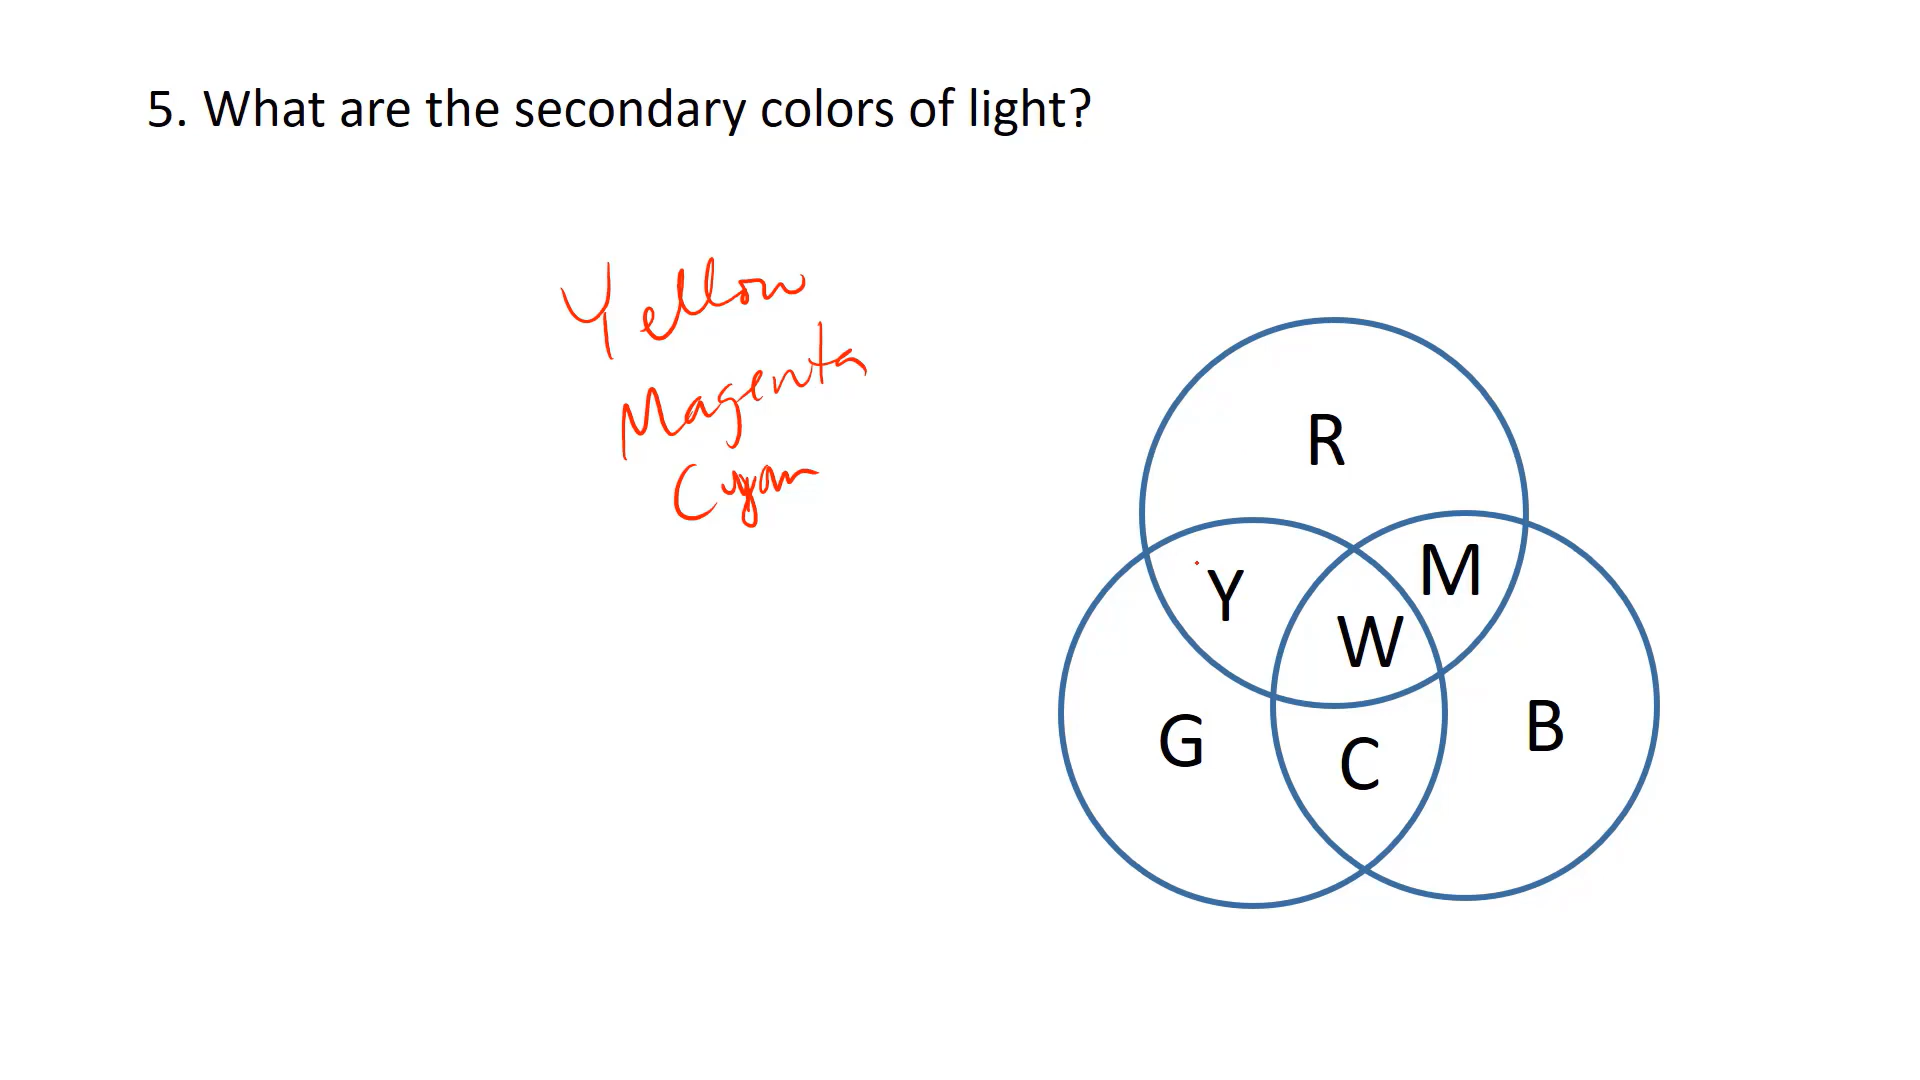 5. What are the secondary colors of light?
Yellow
Magenta
Cyan
R
Y
M
W
G
C
B